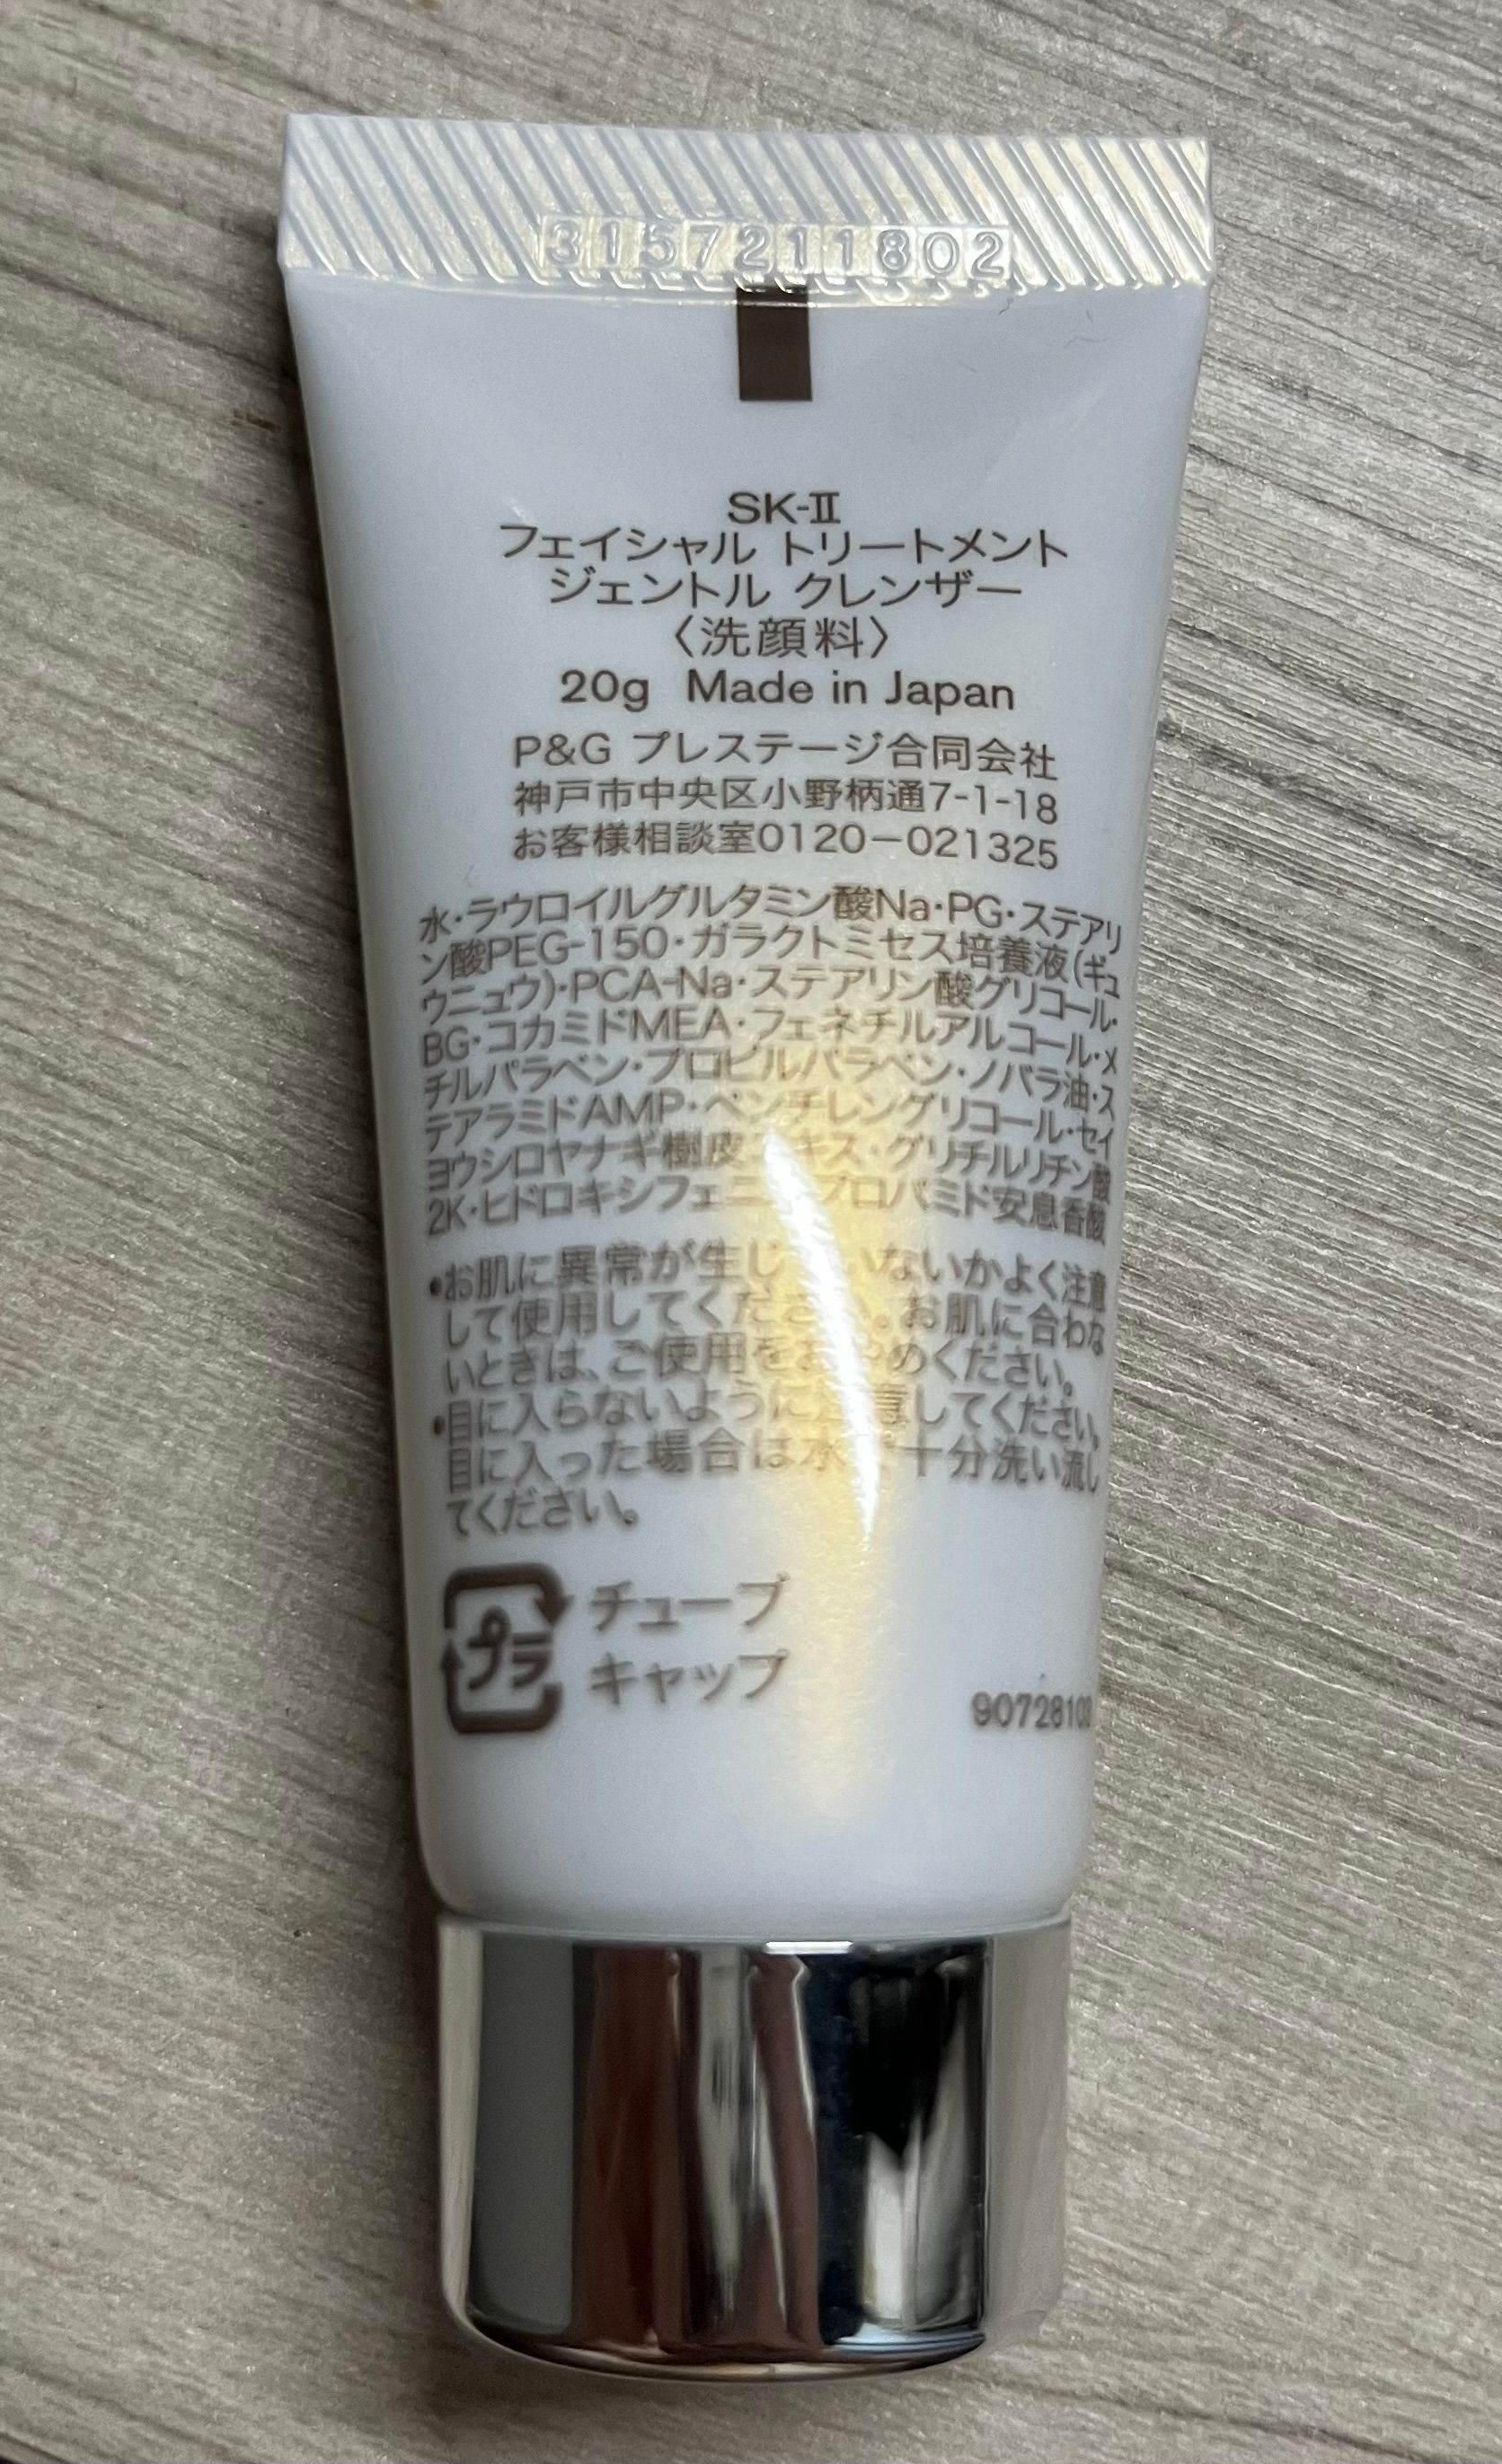 3157211802
SK-Ⅱ
フェイシャル トリートメント
ジェントル クレンザー
〈洗顔料〉
20g Made in Japan
P&G プレステージ合同会社
神戸市中央区小野柄通7-1-18
お客様相談室0120−021325
水・ラウロイルグルタミン酸Na・PG・ステアリ
ン酸PEG-150・ガラクトミセス培養液(ギュ
ウニュウ)・PCA-Na・ステアリン酸グリコール・
BG・コカミドMEA・フェネチルアルコール・メ
チルパラベン・プロピルパラベン・ノバラ油・ス
テアラミドAMP・ペンチレングリコール・セイ
ヨウシロヤナギ樹皮エキス・グリチルリチン酸
2K・ヒドロキシフェニルプロパミド安息香酸
•お肌に異常が生じていないかよく注意
して使用してください。お肌に合わな
いときは、ご使用をおやめください。
•目に入らないように注意してください。
目に入った場合は水で十分洗い流し
てください。
プラ
チューブ
キャップ